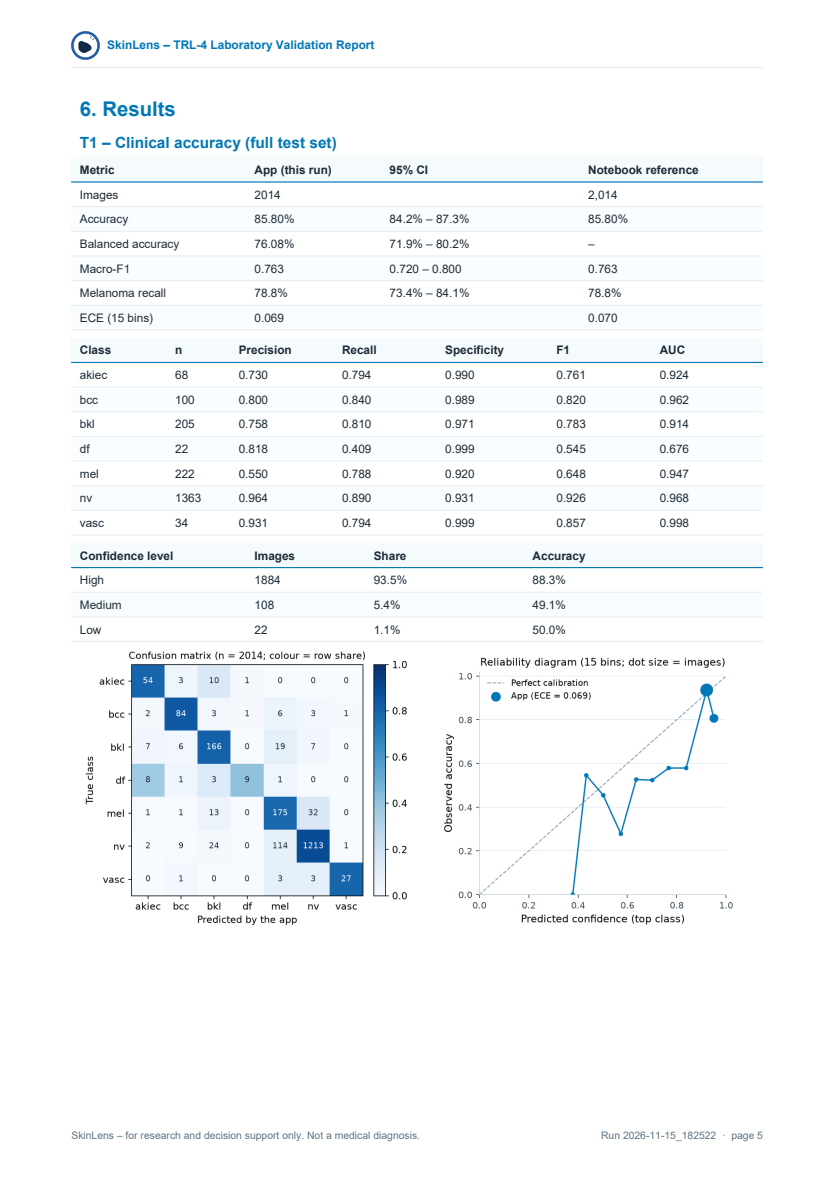 SkinLens – TRL-4 Laboratory Validation Report
6. Results
T1 – Clinical accuracy (full test set)
Metric App (this run) 95% CI Notebook reference
Images 2014 2,014
Accuracy 85.80% 84.2% – 87.3% 85.80%
Balanced accuracy 76.08% 71.9% – 80.2% –
Macro-F1 0.763 0.720 – 0.800 0.763
Melanoma recall 78.8% 73.4% – 84.1% 78.8%
ECE (15 bins) 0.069 0.070
Class n Precision Recall Specificity F1 AUC
akiec 68 0.730 0.794 0.990 0.761 0.924
bcc 100 0.800 0.840 0.989 0.820 0.962
bkl 205 0.758 0.810 0.971 0.783 0.914
df 22 0.818 0.409 0.999 0.545 0.676
mel 222 0.550 0.788 0.920 0.648 0.947
nv 1363 0.964 0.890 0.931 0.926 0.968
vasc 34 0.931 0.794 0.999 0.857 0.998
Confidence level Images Share Accuracy
High 1884 93.5% 88.3%
Medium 108 5.4% 49.1%
Low 22 1.1% 50.0%
Confusion matrix (n = 2014; colour = row share)
True class
akiec 54 3 10 1 0 0 0
bcc 2 84 3 1 6 3 1
bkl 7 6 166 0 19 7 0
df 8 1 3 9 1 0 0
mel 1 1 13 0 175 32 0
nv 2 9 24 0 114 1213 1
vasc 0 1 0 0 3 3 27
akiec bcc bkl df mel nv vasc
Predicted by the app
1.0
0.8
0.6
0.4
0.2
0.0
Reliability diagram (15 bins; dot size = images)
Perfect calibration
App (ECE = 0.069)
Observed accuracy
1.0
0.8
0.6
0.4
0.2
0.0
0.0 0.2 0.4 0.6 0.8 1.0
Predicted confidence (top class)
SkinLens – for research and decision support only. Not a medical diagnosis.
Run 2026-11-15_182522 · page 5